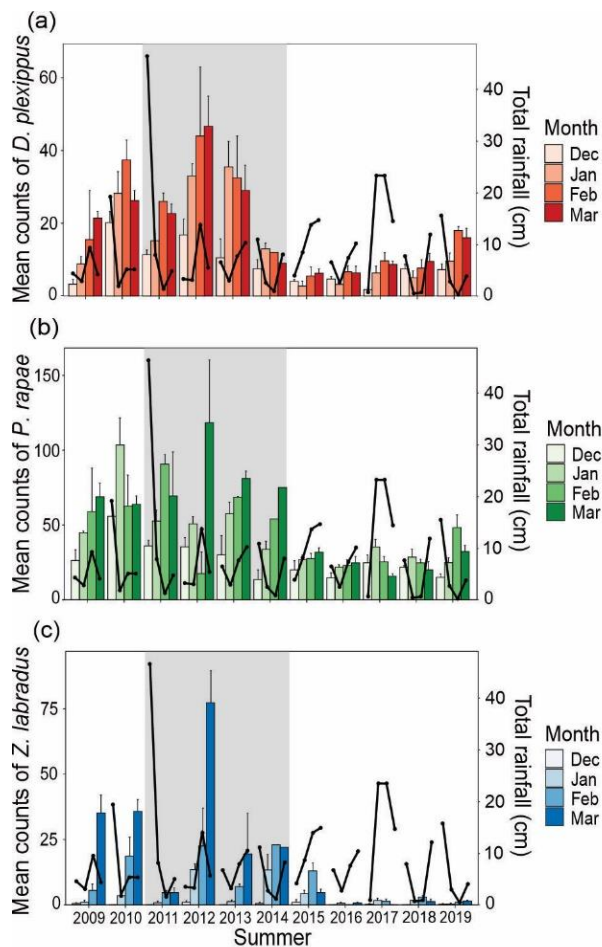 (a)
Mean counts of D. plexippus
60
40
20
0
40
30
20
10
0
Total rainfall (cm)
Month
Dec
Jan
Feb
Mar
(b)
Mean counts of P. rapae
150
100
50
0
40
30
20
10
0
Total rainfall (cm)
Month
Dec
Jan
Feb
Mar
(c)
Mean counts of Z. labradus
75
50
25
0
40
30
20
10
0
Total rainfall (cm)
Month
Dec
Jan
Feb
Mar
2009 2010 2011 2012 2013 2014 2015 2016 2017 2018 2019
Summer